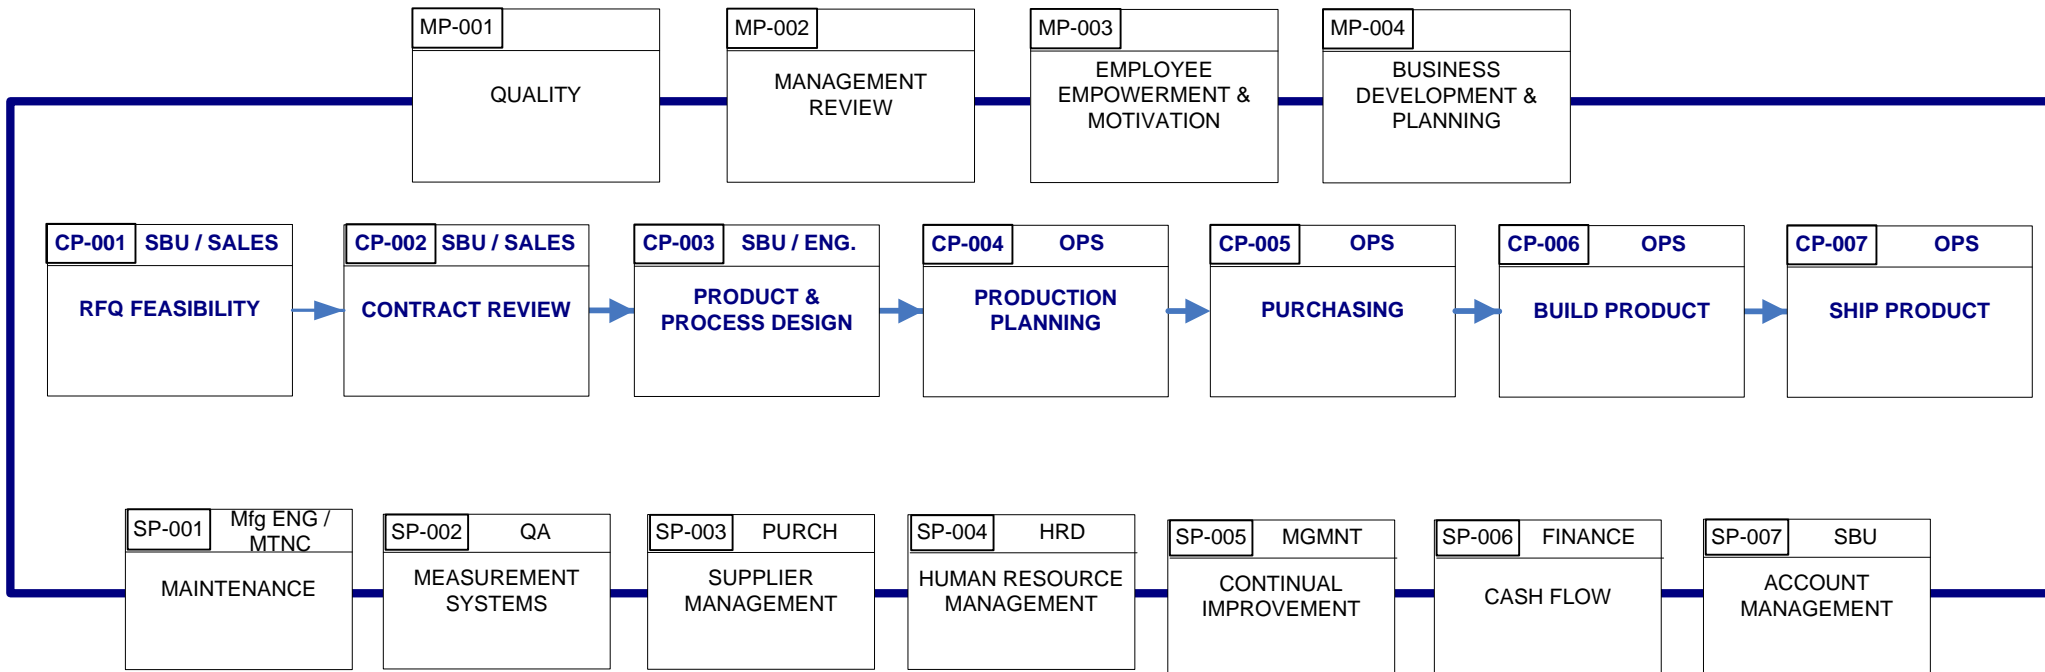 MP-001
QUALITY
MP-002
MANAGEMENT
REVIEW
MP-003
EMPLOYEE
EMPOWERMENT &
MOTIVATION
MP-004
BUSINESS
DEVELOPMENT &
PLANNING
CP-001 SBU / SALES
RFQ FEASIBILITY
CP-002 SBU / SALES
CONTRACT REVIEW
CP-003 SBU / ENG.
PRODUCT &
PROCESS DESIGN
CP-004 OPS
PRODUCTION
PLANNING
CP-005 OPS
PURCHASING
CP-006 OPS
BUILD PRODUCT
CP-007 OPS
SHIP PRODUCT
SP-001 Mfg ENG /
MTNC
MAINTENANCE
SP-002 QA
MEASUREMENT
SYSTEMS
SP-003 PURCH
SUPPLIER
MANAGEMENT
SP-004 HRD
HUMAN RESOURCE
MANAGEMENT
SP-005 MGMNT
CONTINUAL
IMPROVEMENT
SP-006 FINANCE
CASH FLOW
SP-007 SBU
ACCOUNT
MANAGEMENT